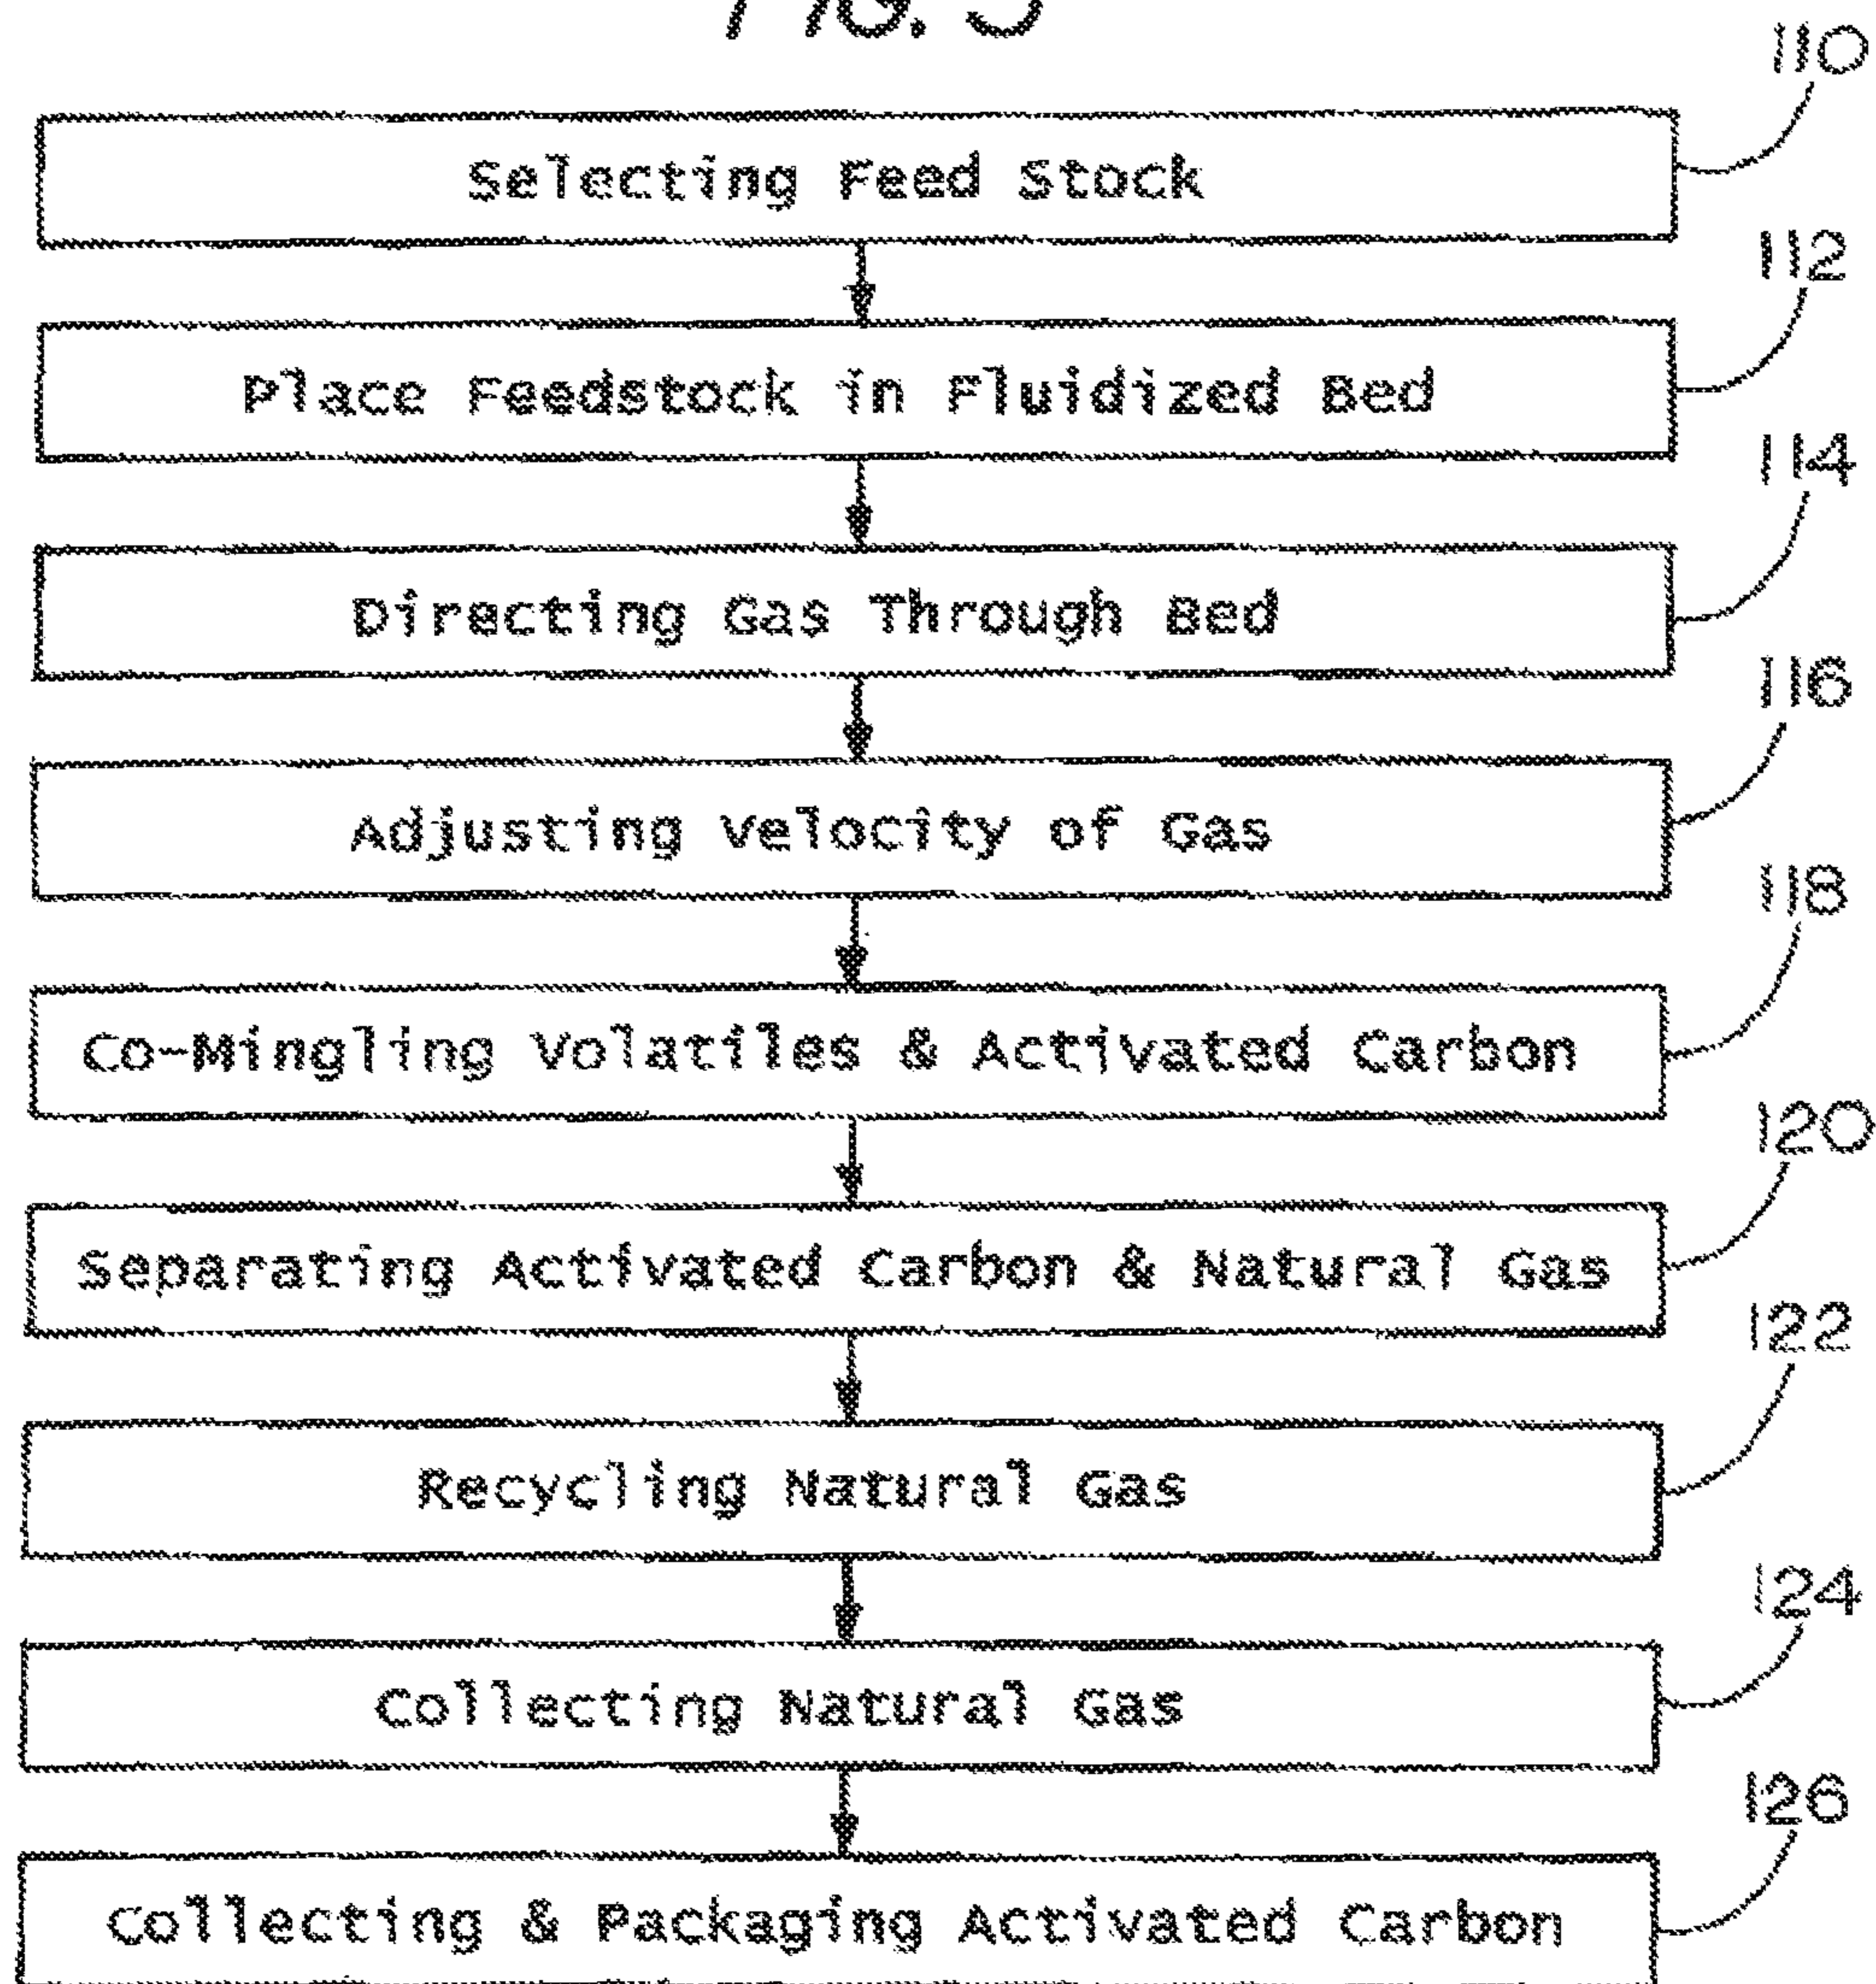 FIG. 5
110
Selecting Feed Stock
112
Place Feedstock in Fluidized Bed
114
Directing Gas Through Bed
116
Adjusting Velocity of Gas
118
Co-Mingling Volatiles & Activated Carbon
120
Separating Activated Carbon & Natural Gas
122
Recycling Natural Gas
124
Collecting Natural Gas
126
Collecting & Packaging Activated Carbon